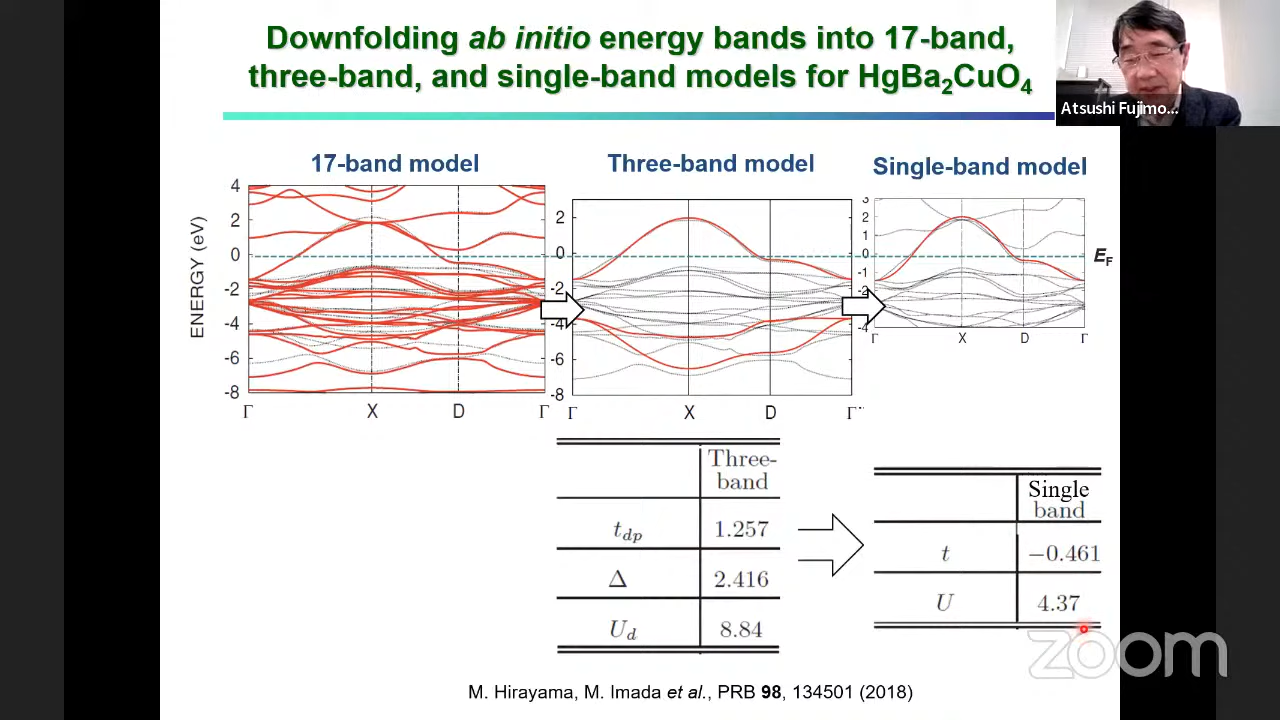 Downfolding ab initio energy bands into 17-band,
three-band, and single-band models for HgBa2CuO4
Atsushi Fujimo...
17-band model
Three-band model
Single-band model
ENERGY (eV)
4
2
0
-2
-4
-6
-8
Γ X D Γ
2
0
-2
-4
-6
-8
Γ X D Γ
3
2
1
0
-1
-2
-4
Γ X D Γ
EF
Three-
band
tdp 1.257
Δ 2.416
Ud 8.84
Single
band
t −0.461
U 4.37
zoom
M. Hirayama, M. Imada et al., PRB 98, 134501 (2018)